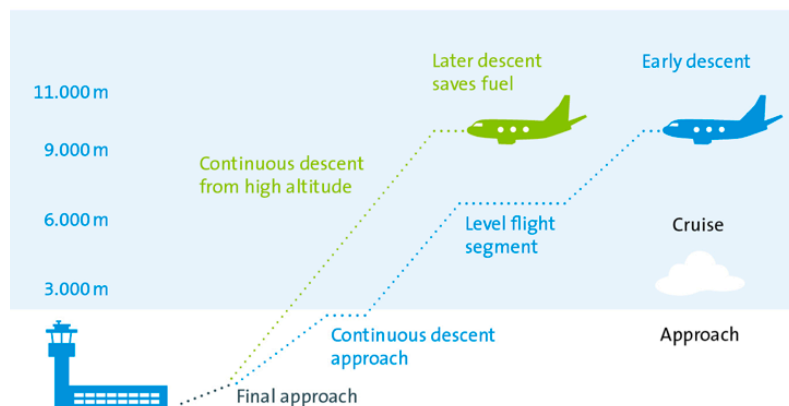 Later descent
saves fuel
Early descent
11.000 m
9.000 m
Continuous descent
from high altitude
6.000 m
Level flight
segment
Cruise
3.000 m
Continuous descent
approach
Approach
Final approach